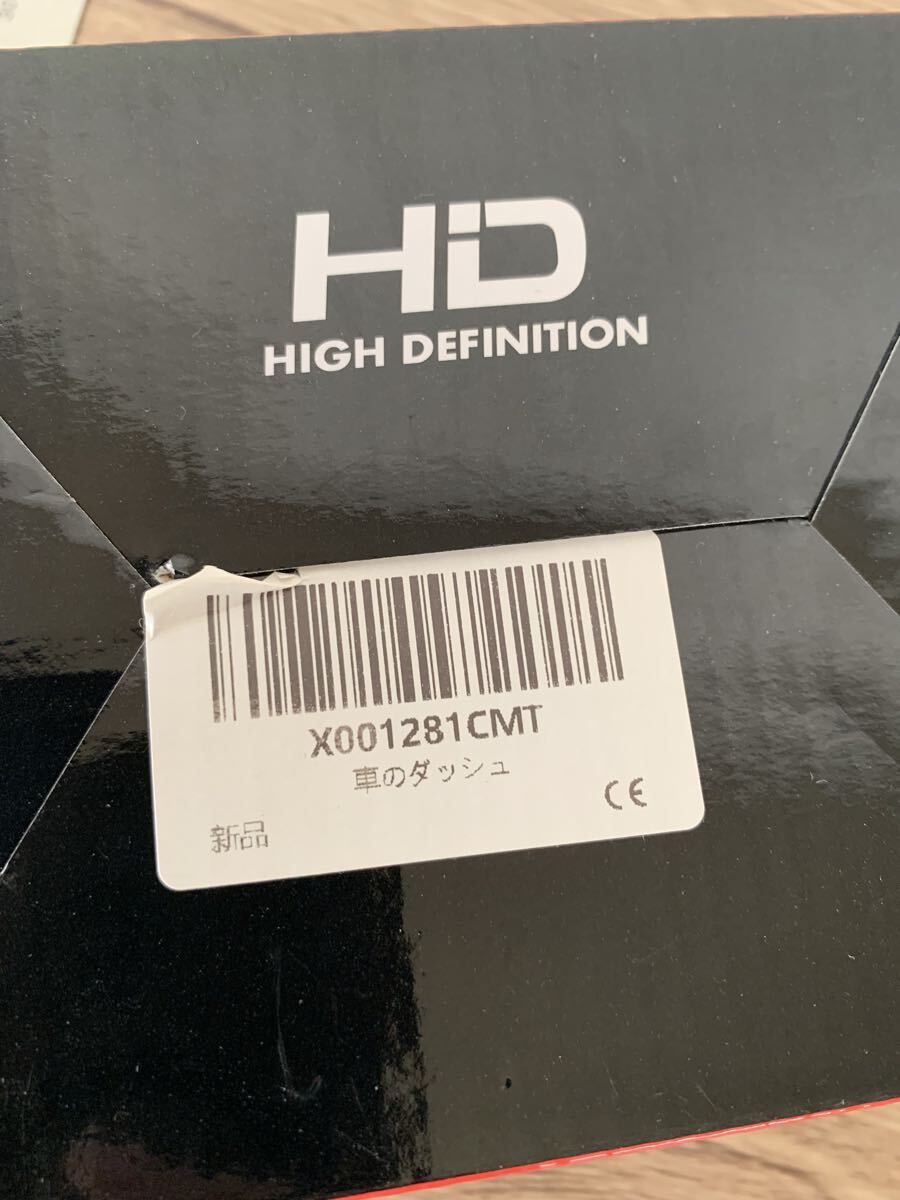 HD
HIGH DEFINITION
X001281CMT
車のダッシュ
CE
新品